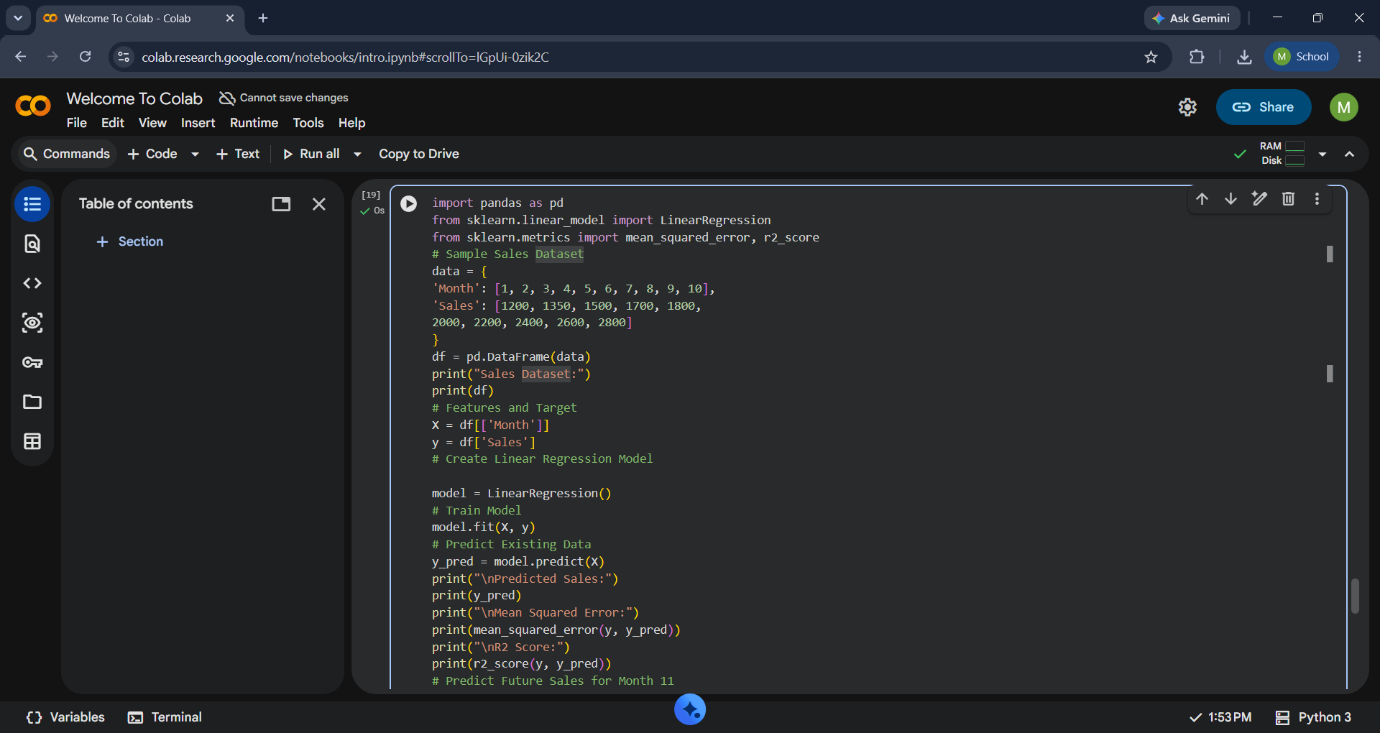 Welcome To Colab - Colab
Ask Gemini
colab.research.google.com/notebooks/intro.ipynb#scrollTo=lGpUi-0zik2C
M School
Welcome To Colab
Cannot save changes
File Edit View Insert Runtime Tools Help
Share
M
Commands + Code + Text Run all Copy to Drive
RAM
Disk
Table of contents
+ Section
[19]
0s
import pandas as pd
from sklearn.linear_model import LinearRegression
from sklearn.metrics import mean_squared_error, r2_score
# Sample Sales Dataset
data = {
'Month': [1, 2, 3, 4, 5, 6, 7, 8, 9, 10],
'Sales': [1200, 1350, 1500, 1700, 1800,
2000, 2200, 2400, 2600, 2800]
}
df = pd.DataFrame(data)
print("Sales Dataset:")
print(df)
# Features and Target
X = df[['Month']]
y = df['Sales']
# Create Linear Regression Model
model = LinearRegression()
# Train Model
model.fit(X, y)
# Predict Existing Data
y_pred = model.predict(X)
print("\nPredicted Sales:")
print(y_pred)
print("\nMean Squared Error:")
print(mean_squared_error(y, y_pred))
print("\nR2 Score:")
print(r2_score(y, y_pred))
# Predict Future Sales for Month 11
Variables
Terminal
1:53 PM
Python 3